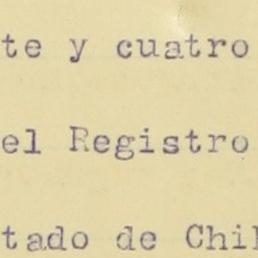 te y cuatro
el Registro
tado de Chi